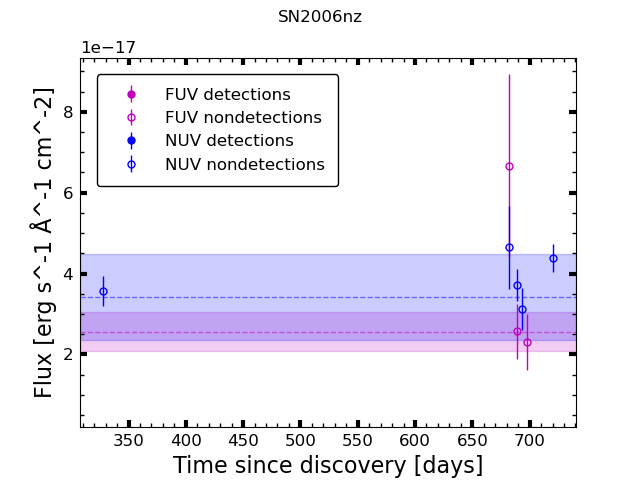 SN2006nz
1e−17
FUV detections
FUV nondetections
NUV detections
NUV nondetections
8
6
4
2
Flux [erg s^-1 Å^-1 cm^-2]
350 400 450 500 550 600 650 700
Time since discovery [days]